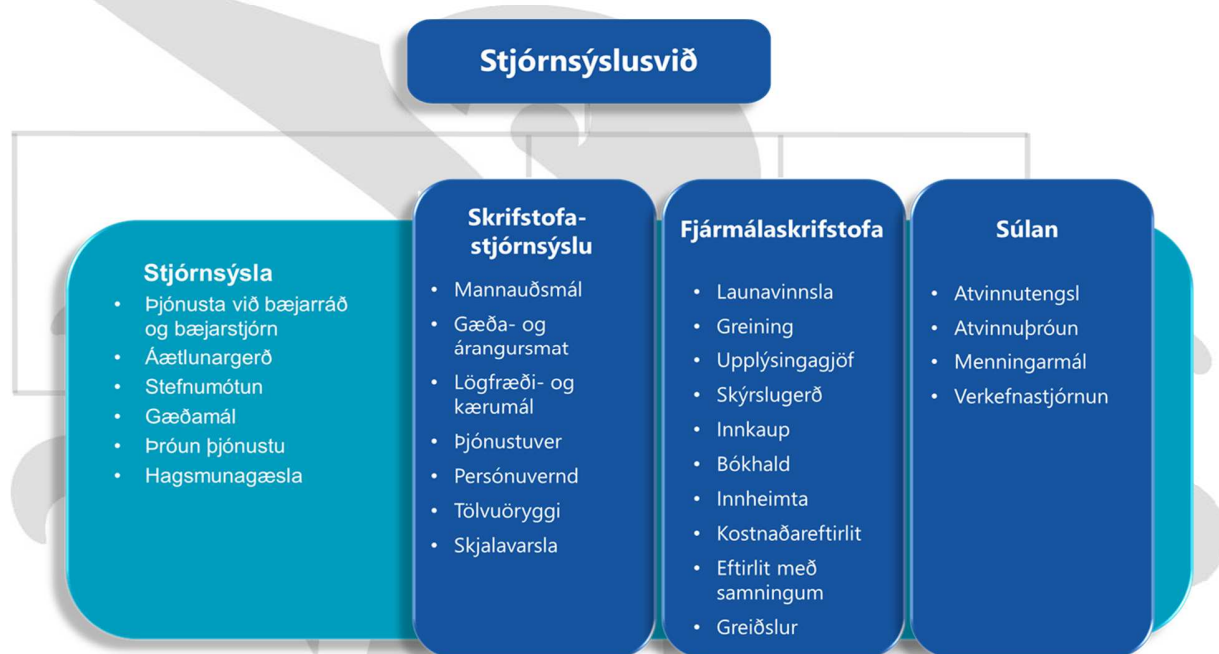 Stjórnsýslusvið
Stjórnsýsla
• Þjónusta við bæjarráð
og bæjarstjórn
• Áætlunargerð
• Stefnumótun
• Gæðamál
• Þróun þjónustu
• Hagsmunagæsla
Skrifstofa-
stjórnsýslu
• Mannauðsmál
• Gæða- og
árangursmat
• Lögfræði- og
kærumál
• Þjónustuver
• Persónuvernd
• Tölvuöryggi
• Skjalavarsla
Fjármálaskrifstofa
• Launavinnsla
• Greining
• Upplýsingagjöf
• Skýrslugerð
• Innkaup
• Bókhald
• Innheimta
• Kostnaðareftirlit
• Eftirlit með
samningum
• Greiðslur
Súlan
• Atvinnutengsl
• Atvinnuþróun
• Menningarmál
• Verkefnastjórnun